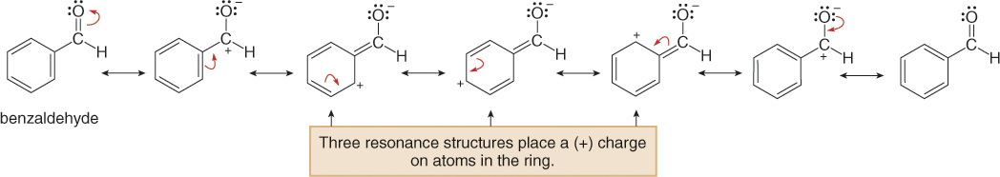 O O − O − O − O − O − O
C H C + H C H C H C H C + H C H
+ + +
benzaldehyde
Three resonance structures place a (+) charge
on atoms in the ring.